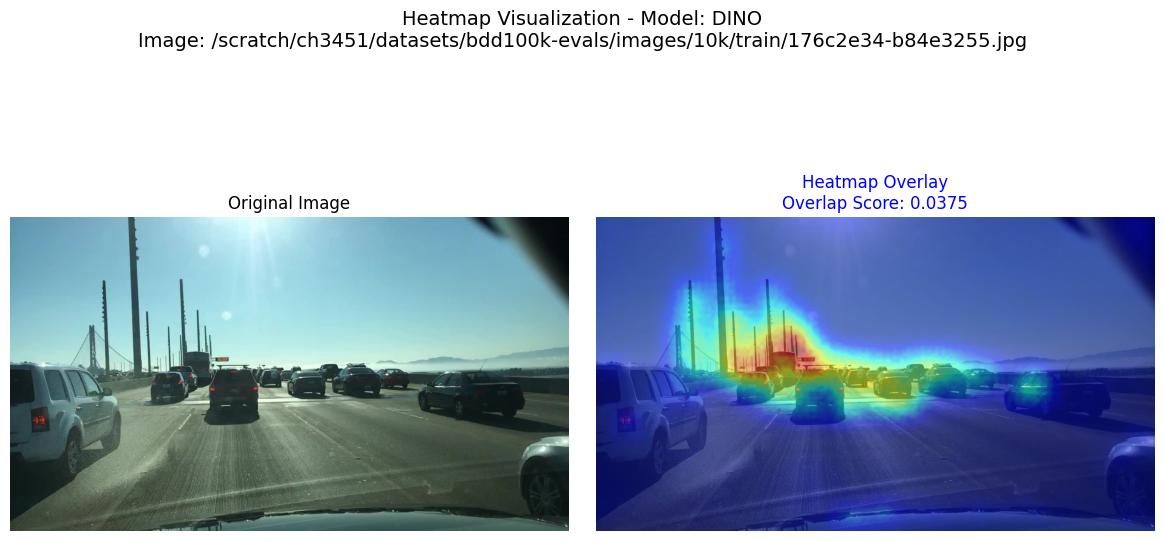 Heatmap Visualization - Model: DINO
Image: /scratch/ch3451/datasets/bdd100k-evals/images/10k/train/176c2e34-b84e3255.jpg
Original Image
Heatmap Overlay
Overlap Score: 0.0375